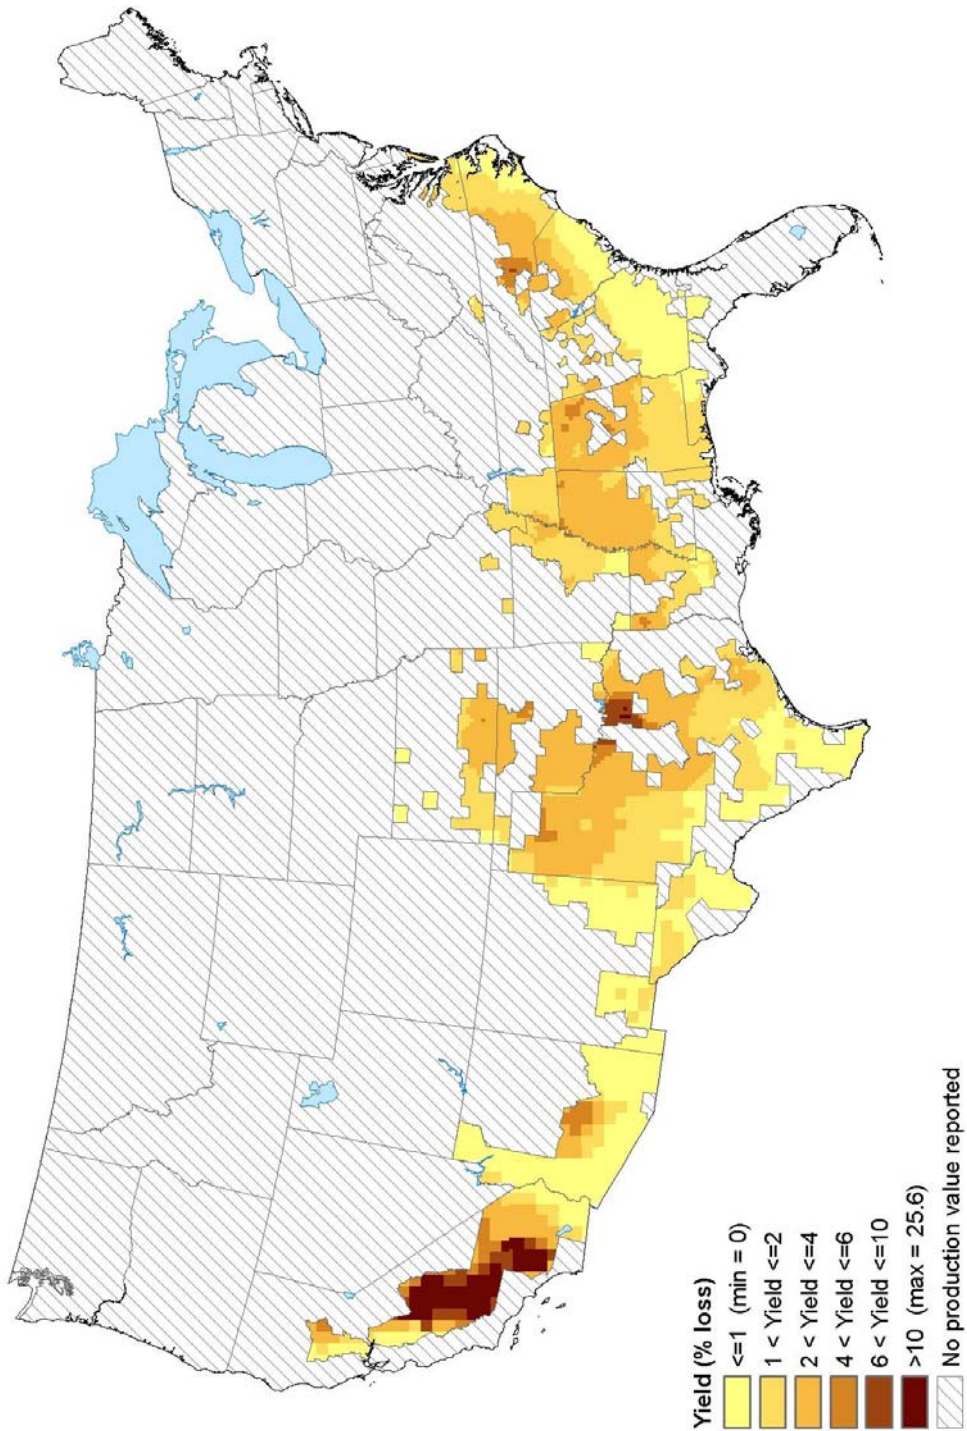 Yield (% loss)
<=1 (min = 0)
1 < Yield <=2
2 < Yield <=4
4 < Yield <=6
6 < Yield <=10
>10 (max = 25.6)
No production value reported